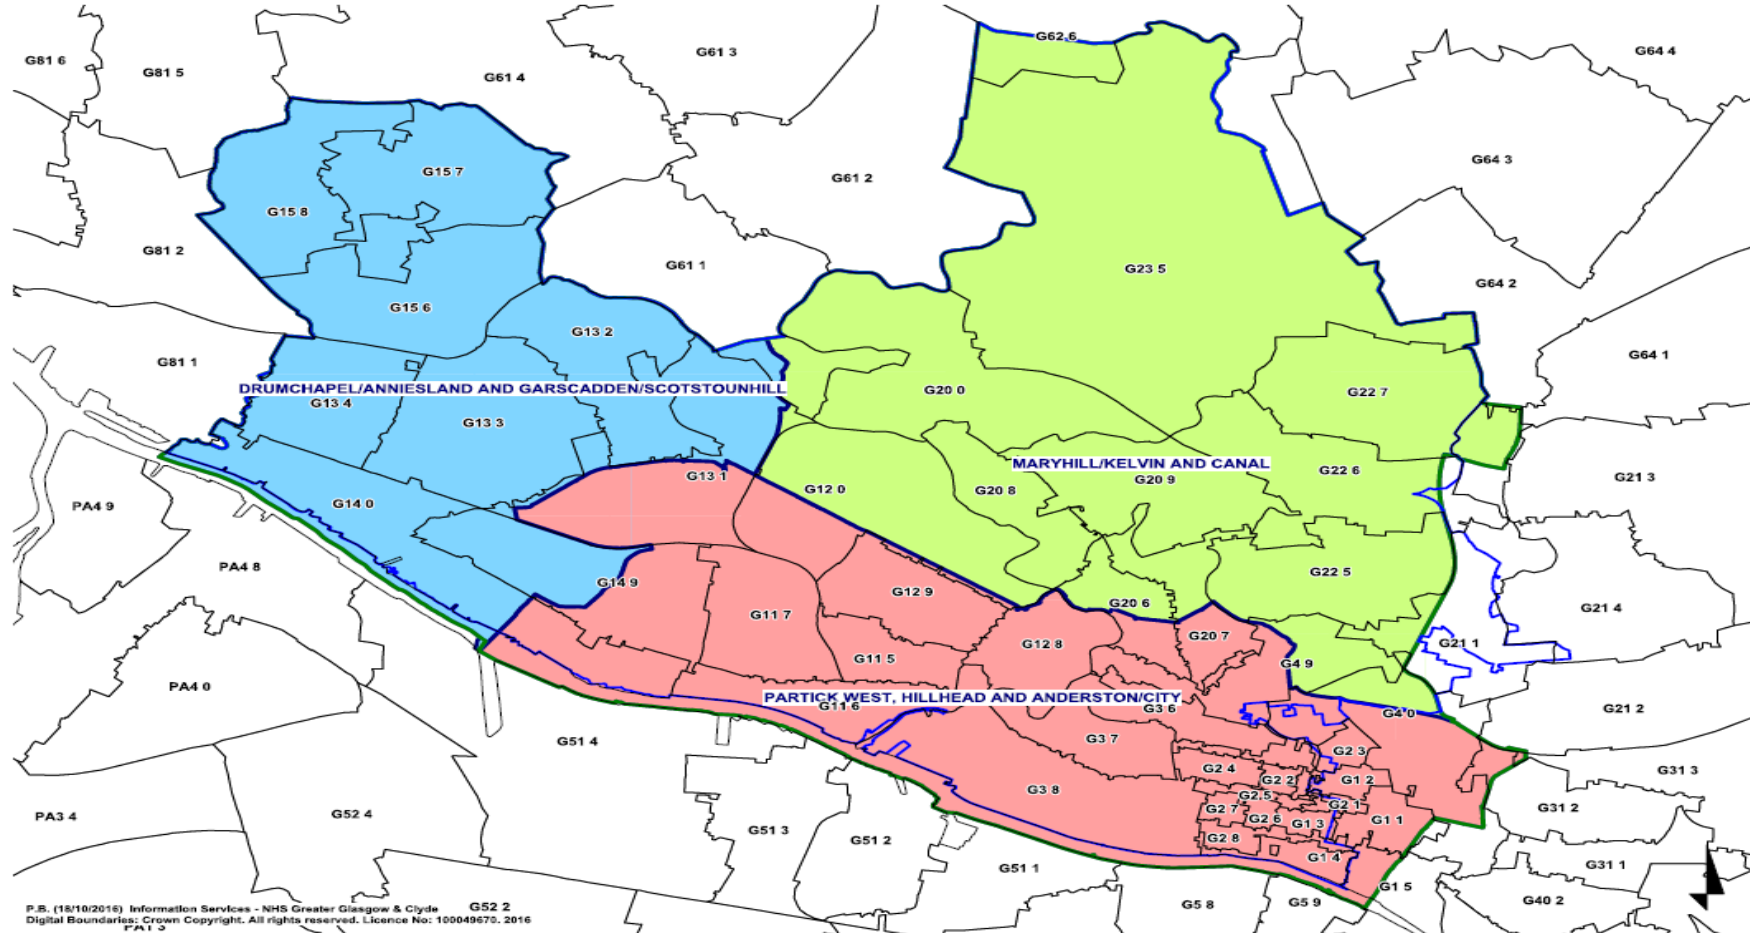 G62 6
G61 3
G64 4
G81 6
G81 5
G61 4
G64 3
G15 7
G61 2
G15 8
G81 2
G61 1
G23 5
G64 2
G15 6
G13 2
G81 1
G64 1
DRUMCHAPEL/ANNIESLAND AND GARSCADDEN/SCOTSTOUNHILL
G20 0
G22 7
G13 4
G13 3
MARYHILL/KELVIN AND CANAL
G22 6
G13 1
G20 9
G21 3
G12 0
G20 8
PA4 9
G14 0
PA4 8
G22 5
G14 9
G12 9
G20 6
G21 4
G11 7
G20 7
G12 8
G21 1
G11 5
G4 9
PA4 0
PARTICK WEST, HILLHEAD AND ANDERSTON/CITY
G11 6
G3 6
G4 0
G21 2
G51 4
G3 7
G2 3
G2 4
G2 2
G1 2
G31 3
G3 8
G2 5
G2 1
G31 2
G2 7
G2 6
G1 3
G1 1
PA3 4
G52 4
G51 3
G51 2
G2 8
G1 4
G51 1
G31 1
G1 5
G5 8
G5 9
G40 2
G52 2
P.B. (18/10/2016) Information Services - NHS Greater Glasgow & Clyde
Digital Boundaries: Crown Copyright. All rights reserved. Licence No: 100049670. 2016